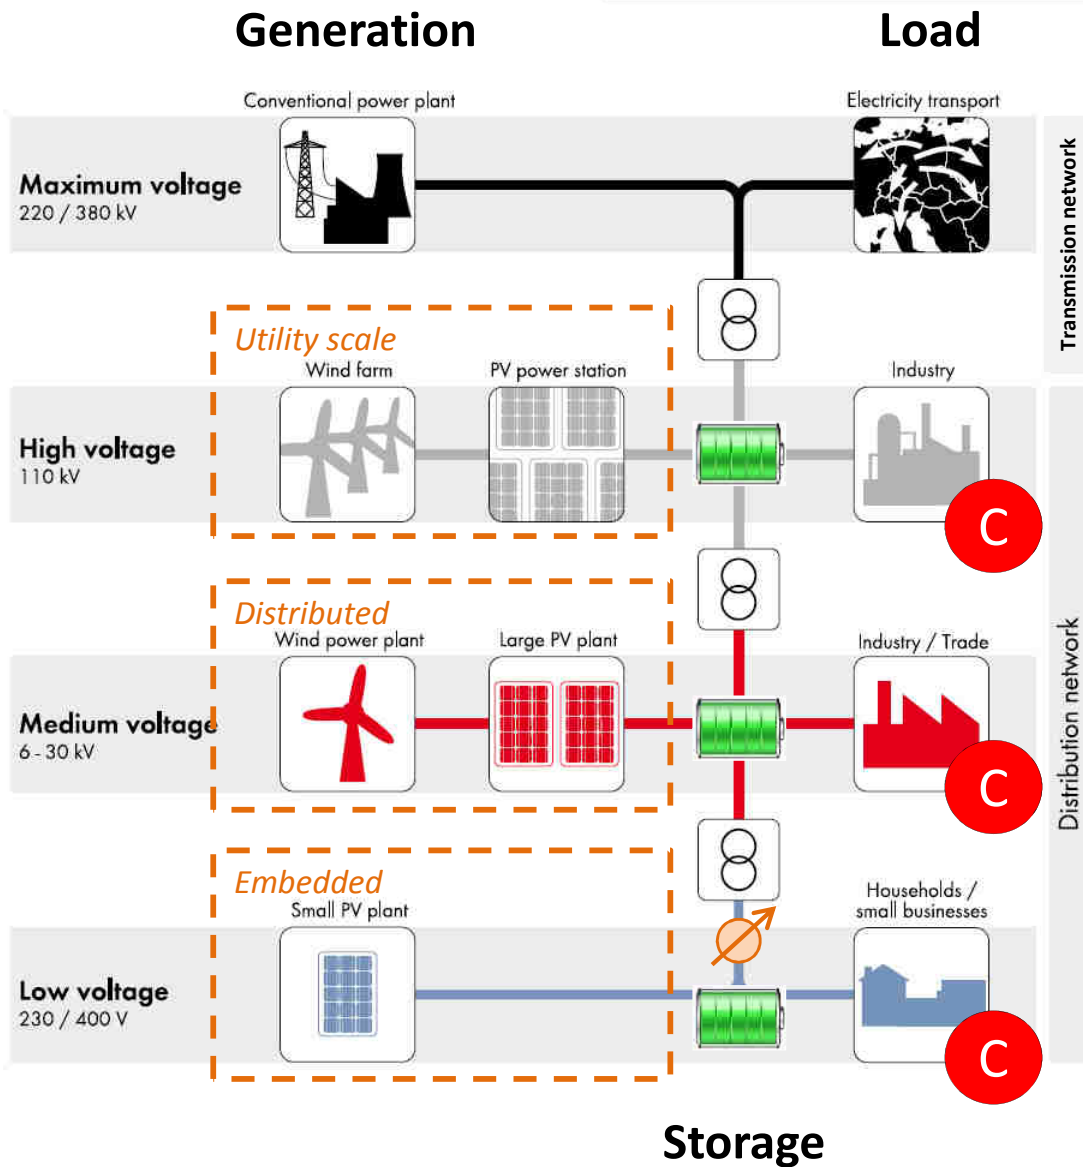 Generation
Load
Conventional power plant
Electricity transport
Maximum voltage
220 / 380 kV
Transmission network
Utility scale
Wind farm
PV power station
Industry
High voltage
110 kV
C
Distributed
Wind power plant
Large PV plant
Industry / Trade
Medium voltage
6 - 30 kV
C
Distribution network
Embedded
Small PV plant
Households /
small businesses
Low voltage
230 / 400 V
C
Storage